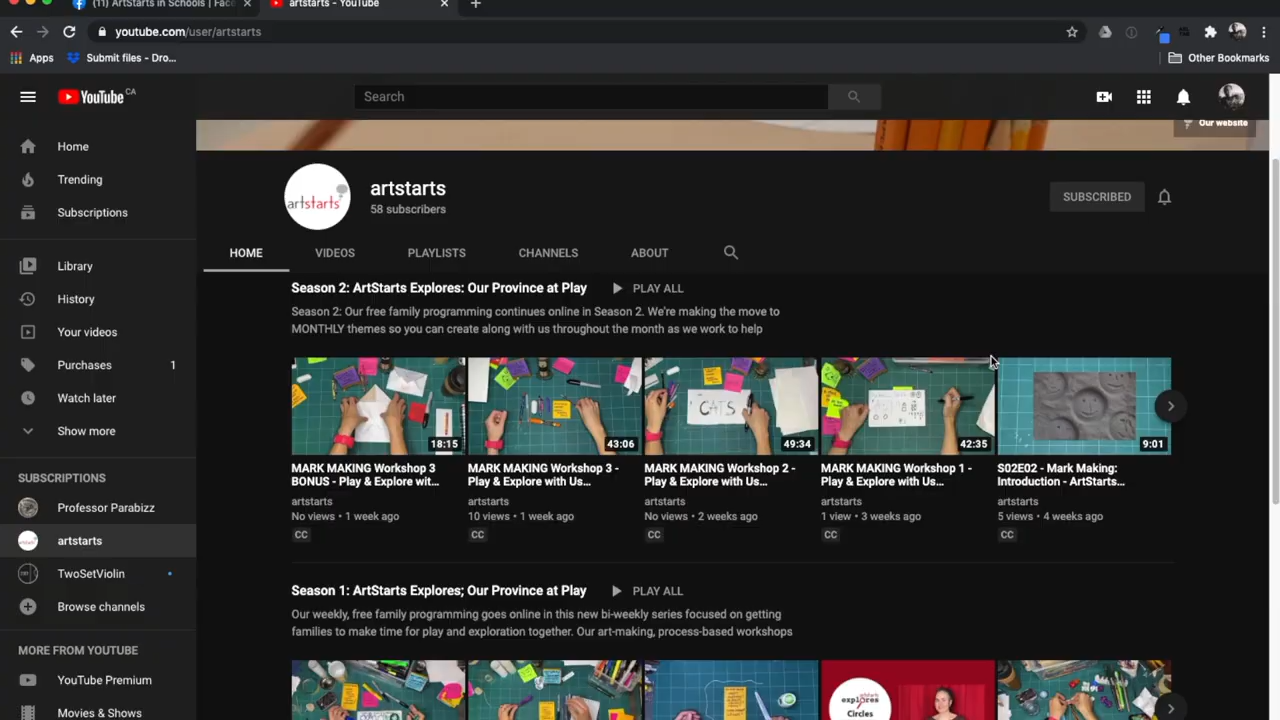 (11) ArtStarts in Schools | Fac
artstarts - YouTube
youtube.com/user/artstarts
Apps
Submit files - Dro...
Other Bookmarks
YouTube CA
Search
Our website
Home
Trending
Subscriptions
Library
History
Your videos
Purchases 1
Watch later
Show more
SUBSCRIPTIONS
Professor Parabizz
artstarts
TwoSetViolin
Browse channels
MORE FROM YOUTUBE
YouTube Premium
Movies & Shows
artstarts
artstarts
58 subscribers
SUBSCRIBED
HOME VIDEOS PLAYLISTS CHANNELS ABOUT
Season 2: ArtStarts Explores: Our Province at Play PLAY ALL
Season 2: Our free family programming continues online in Season 2. We're making the move to
MONTHLY themes so you can create along with us throughout the month as we work to help
18:15
MARK MAKING Workshop 3
BONUS - Play & Explore wit...
artstarts
No views • 1 week ago
CC
43:06
MARK MAKING Workshop 3 -
Play & Explore with Us...
artstarts
10 views • 1 week ago
CC
CATS
49:34
MARK MAKING Workshop 2 -
Play & Explore with Us...
artstarts
No views • 2 weeks ago
CC
42:35
MARK MAKING Workshop 1 -
Play & Explore with Us...
artstarts
1 view • 3 weeks ago
CC
9:01
S02E02 - Mark Making:
Introduction - ArtStarts...
artstarts
5 views • 4 weeks ago
CC
Season 1: ArtStarts Explores; Our Province at Play PLAY ALL
Our weekly, free family programming goes online in this new bi-weekly series focused on getting
families to make time for play and exploration together. Our art-making, process-based workshops
artstarts
explores
Circles